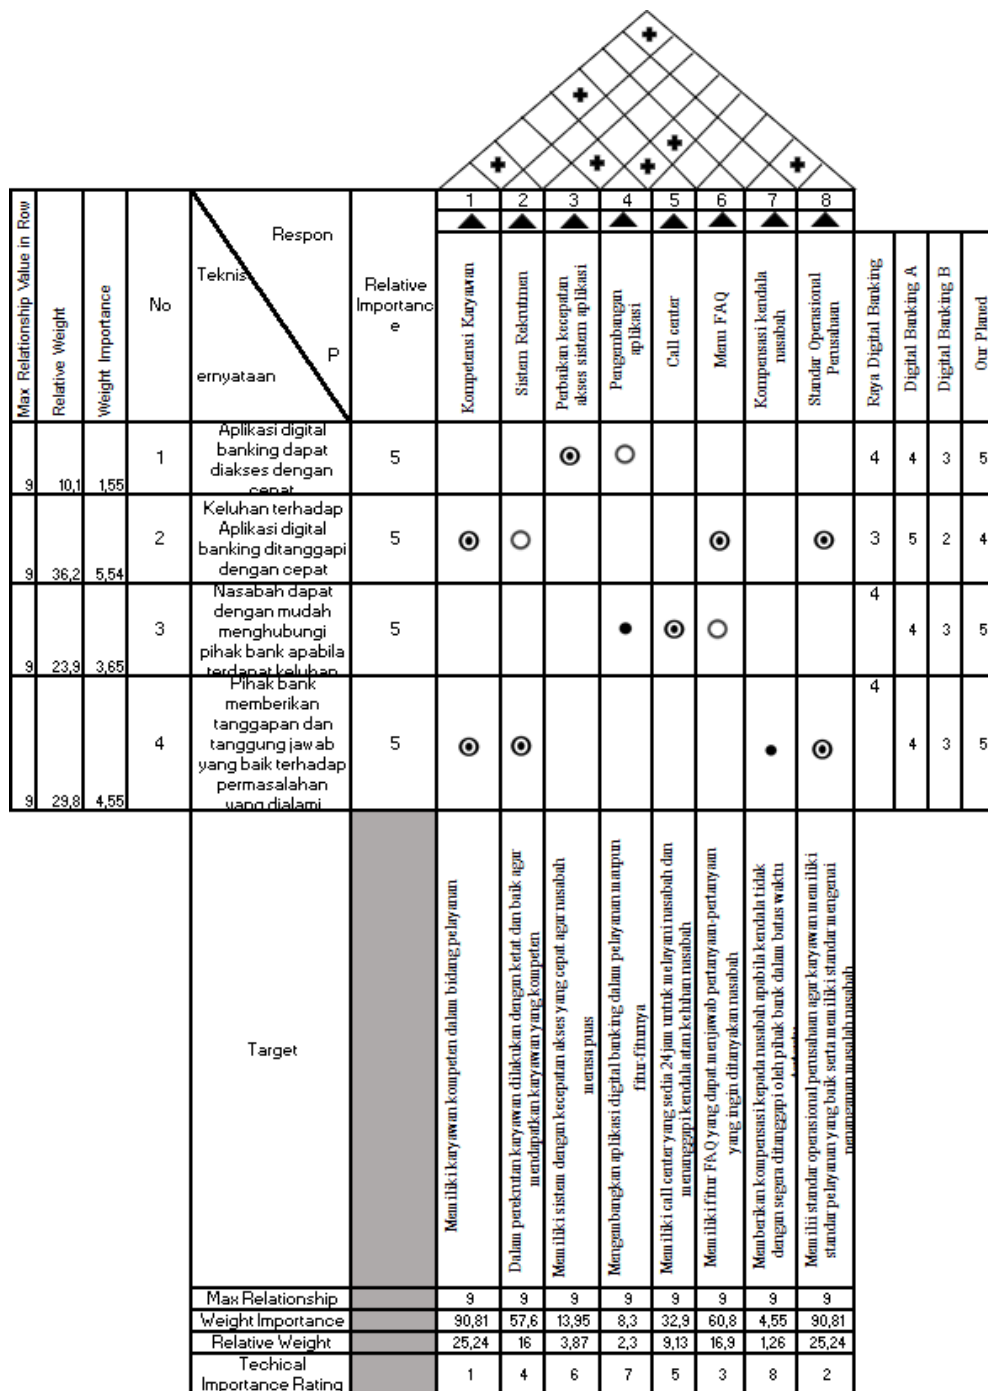 1 2 3 4 5 6 7 8
Max Relationship Value in Row
Relative Weight
Weight Importance
No
Respon
Teknis
P
ernyataan
Relative
Importanc
e
Kompetensi Karyawan
Sistem Rekrutmen
Perbaikan kecepatan
akses sistem aplikasi
Pengembangan
aplikasi
Call center
Menu FAQ
Kompensasi kendala
nasabah
Standar Operasional
Perusahaan
Raya Digital Banking
Digital Banking A
Digital Banking B
Our Planed
9 10,1 1,55
1
Aplikasi digital
banking dapat
diakses dengan
cepat
5
4 4 3 5
9 36,2 5,54
2
Keluhan terhadap
Aplikasi digital
banking ditanggapi
dengan cepat
5
3 5 2 4
9 23,9 3,65
3
Nasabah dapat
dengan mudah
menghubungi
pihak bank apabila
terdapat keluhan
5
4 4 3 5
9 29,8 4,55
4
Pihak bank
memberikan
tanggapan dan
tanggung jawab
yang baik terhadap
permasalahan
yang dialami
5
4 4 3 5
Target
Memiliki karyawan kompeten dalam bidang pelayanan
Dalam perekrutan karyawan dilakukan dengan ketat dan baik agar
mendapatkan karyawan yang kompeten
Memiliki sistem dengan kecepatan akses yang cepat agar nasabah
merasa puas
Mengembangkan aplikasi digital banking dalam pelayanan maupun
fitur-fiturnya
Memiliki call center yang sedia 24 jam untuk melayani nasabah dan
menanggapi kendala atau keluhan nasabah
Memiliki fitur FAQ yang dapat menjawab pertanyaan-pertanyaan
yang ingin ditanyakan nasabah
Memberikan kompensasi kepada nasabah apabila kendala tidak
dengan segera ditanggapi oleh pihak bank dalam batas waktu
Memilii standar operasional perusahaan agar karyawan memiliki
standar pelayanan yang baik serta memiliki standar mengenai
penanganan masalah nasabah
Max Relationship 9 9 9 9 9 9 9 9
Weight Importance 90,81 57,6 13,95 8,3 32,9 60,8 4,55 90,81
Relative Weight 25,24 16 3,87 2,3 9,13 16,9 1,26 25,24
Techical
Importance Rating
1 4 6 7 5 3 8 2